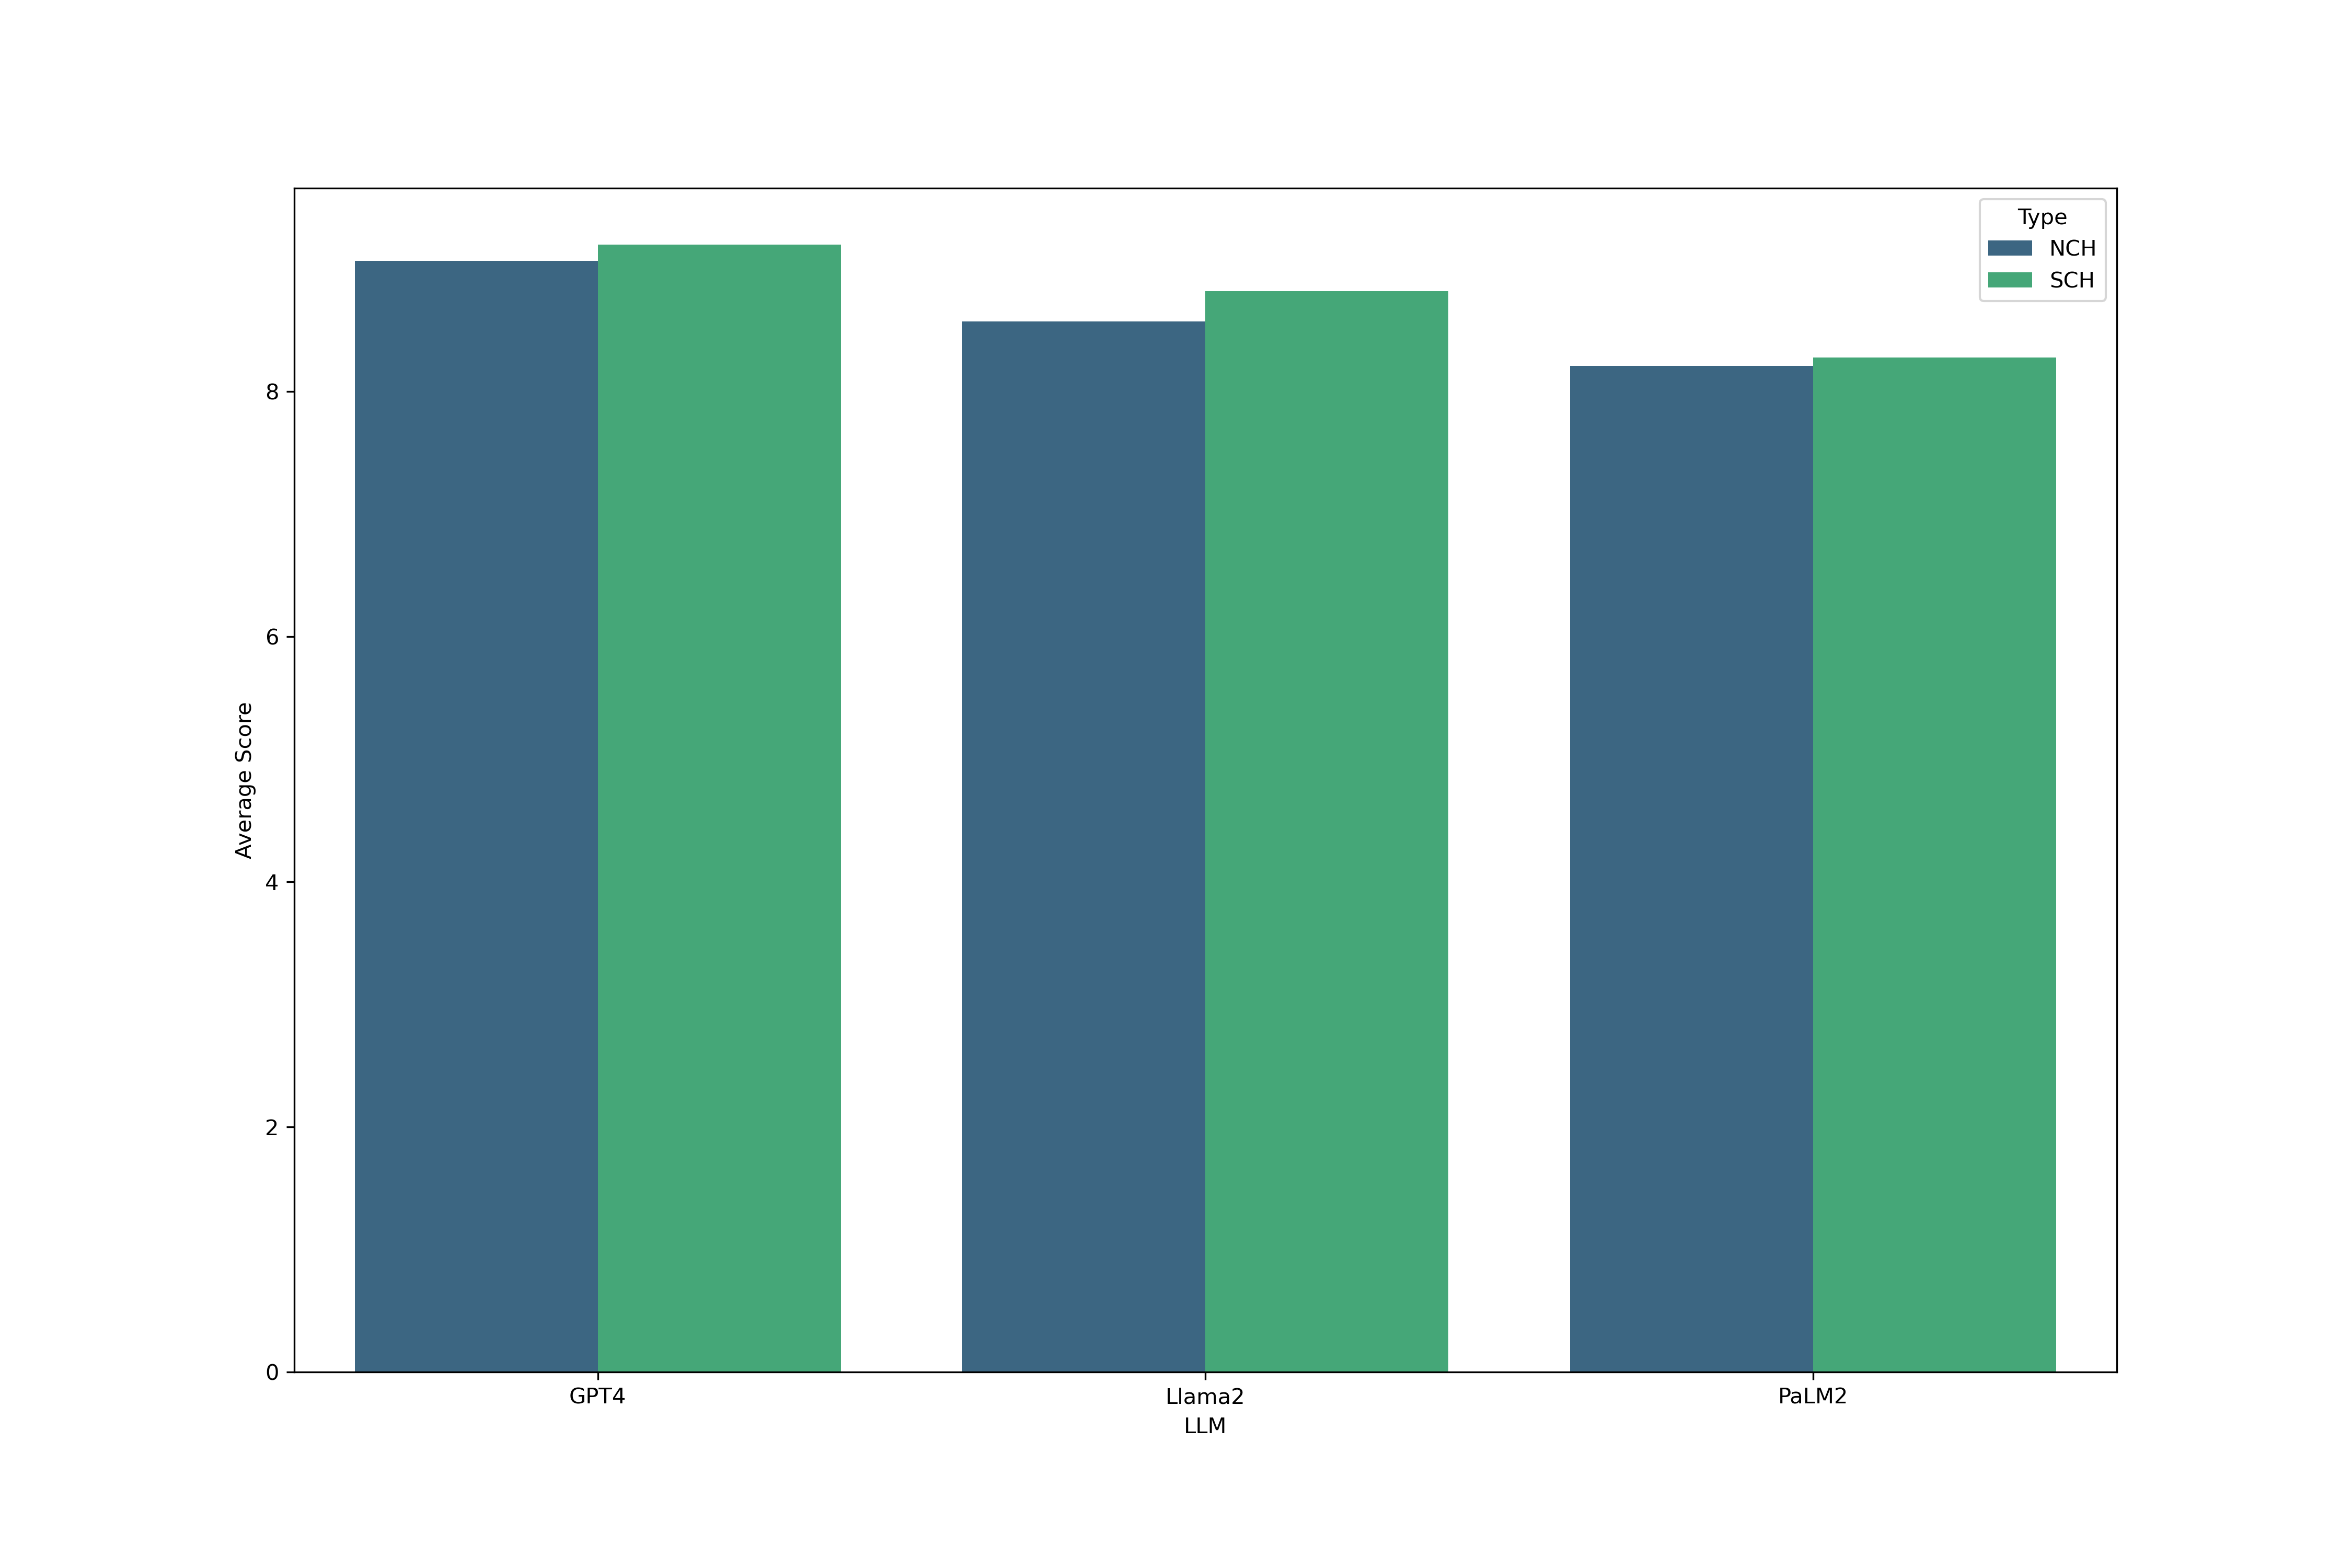 Type
NCH
SCH
Average Score
8
6
4
2
0
GPT4
Llama2
PaLM2
LLM